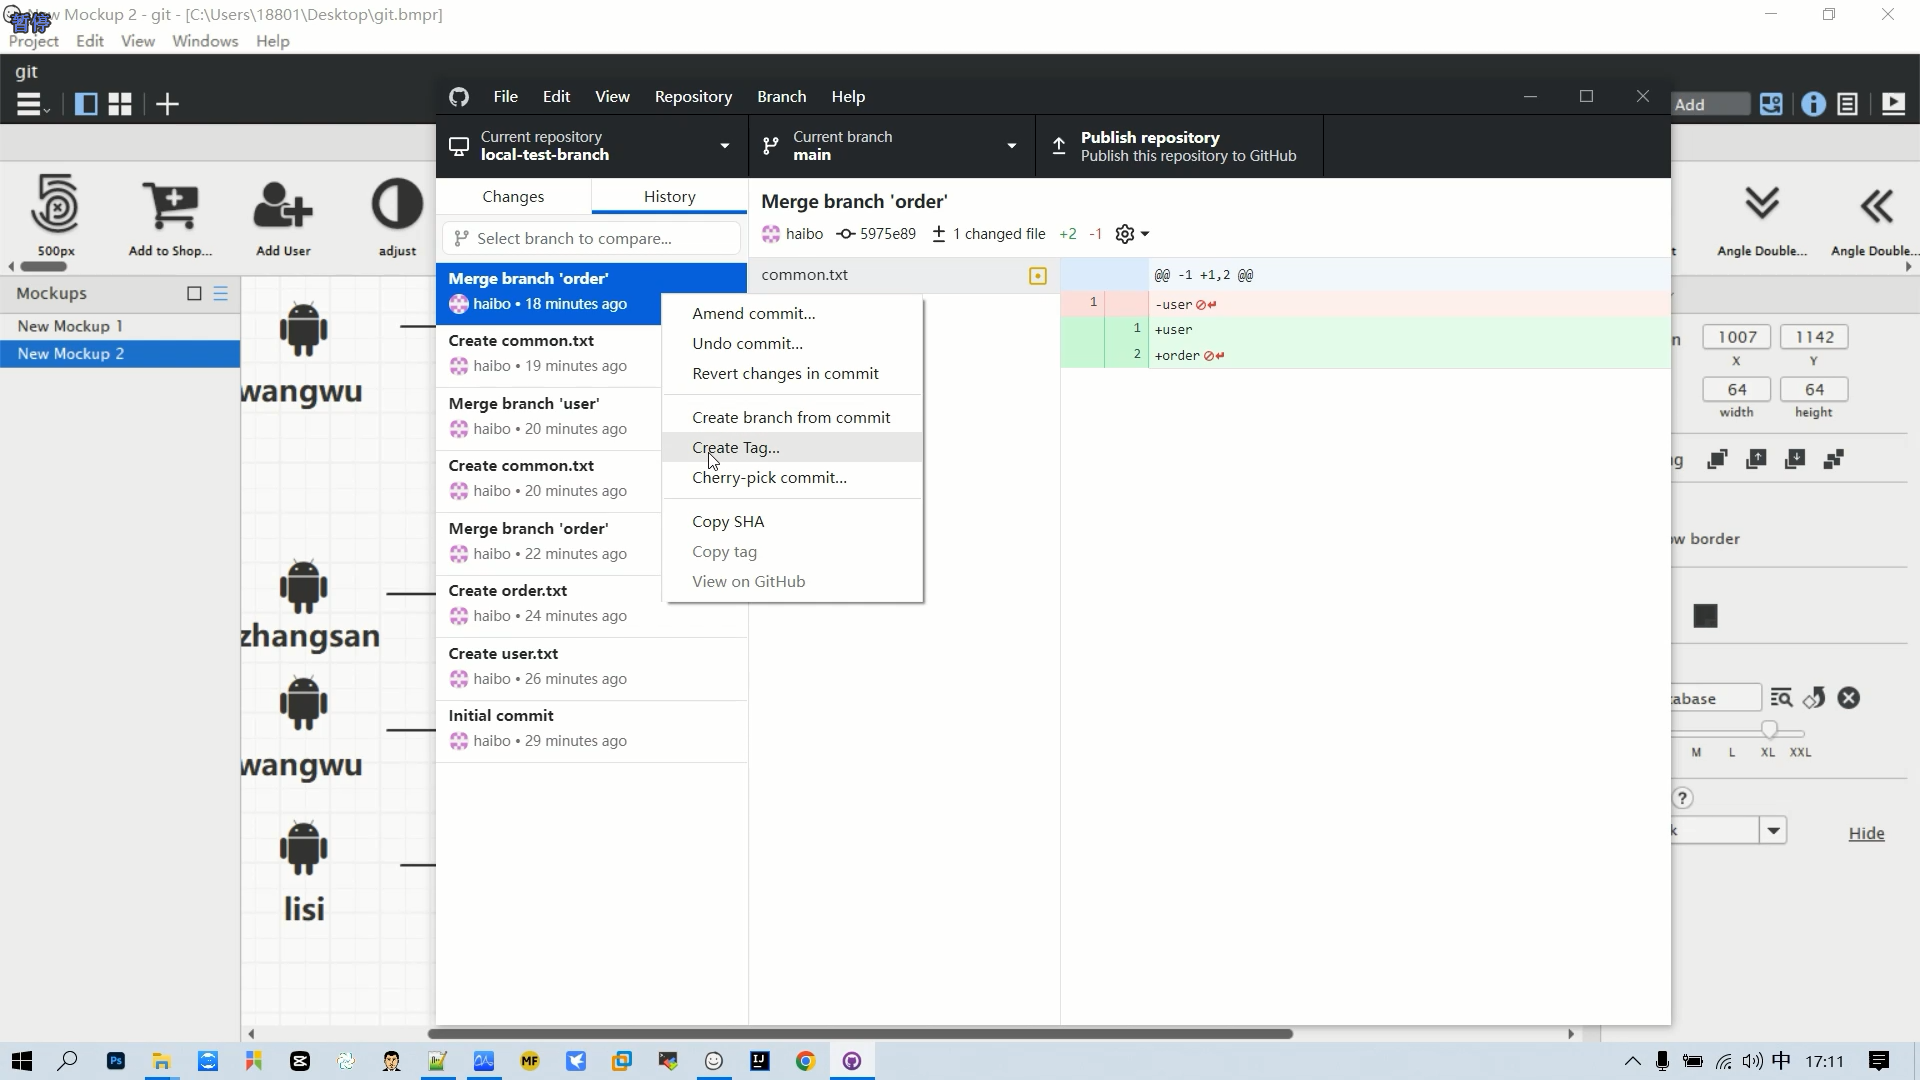 New Mockup 2 - git - [C:\Users\18801\Desktop\git.bmpr]
暂停
Project Edit View Windows Help
git
500px
Add to Shop...
Add User
adjust
Mockups
New Mockup 1
New Mockup 2
wangwu
zhangsan
wangwu
lisi
File Edit View Repository Branch Help
Current repository
local-test-branch
Current branch
main
Publish repository
Publish this repository to GitHub
Changes
History
Select branch to compare...
Merge branch 'order'
haibo • 18 minutes ago
Create common.txt
haibo • 19 minutes ago
Merge branch 'user'
haibo • 20 minutes ago
Create common.txt
haibo • 20 minutes ago
Merge branch 'order'
haibo • 22 minutes ago
Create order.txt
haibo • 24 minutes ago
Create user.txt
haibo • 26 minutes ago
Initial commit
haibo • 29 minutes ago
Amend commit...
Undo commit...
Revert changes in commit
Create branch from commit
Create Tag...
Cherry-pick commit...
Copy SHA
Copy tag
View on GitHub
Merge branch 'order'
haibo 5975e89 1 changed file +2 -1
common.txt
@@ -1 +1,2 @@
1 -user
1 +user
2 +order
Add
Angle Double...
Angle Double...
1007 1142
X Y
64 64
width height
border
abase
M L XL XXL
?
k
Hide
Ps
MF
IJ
中 17:11